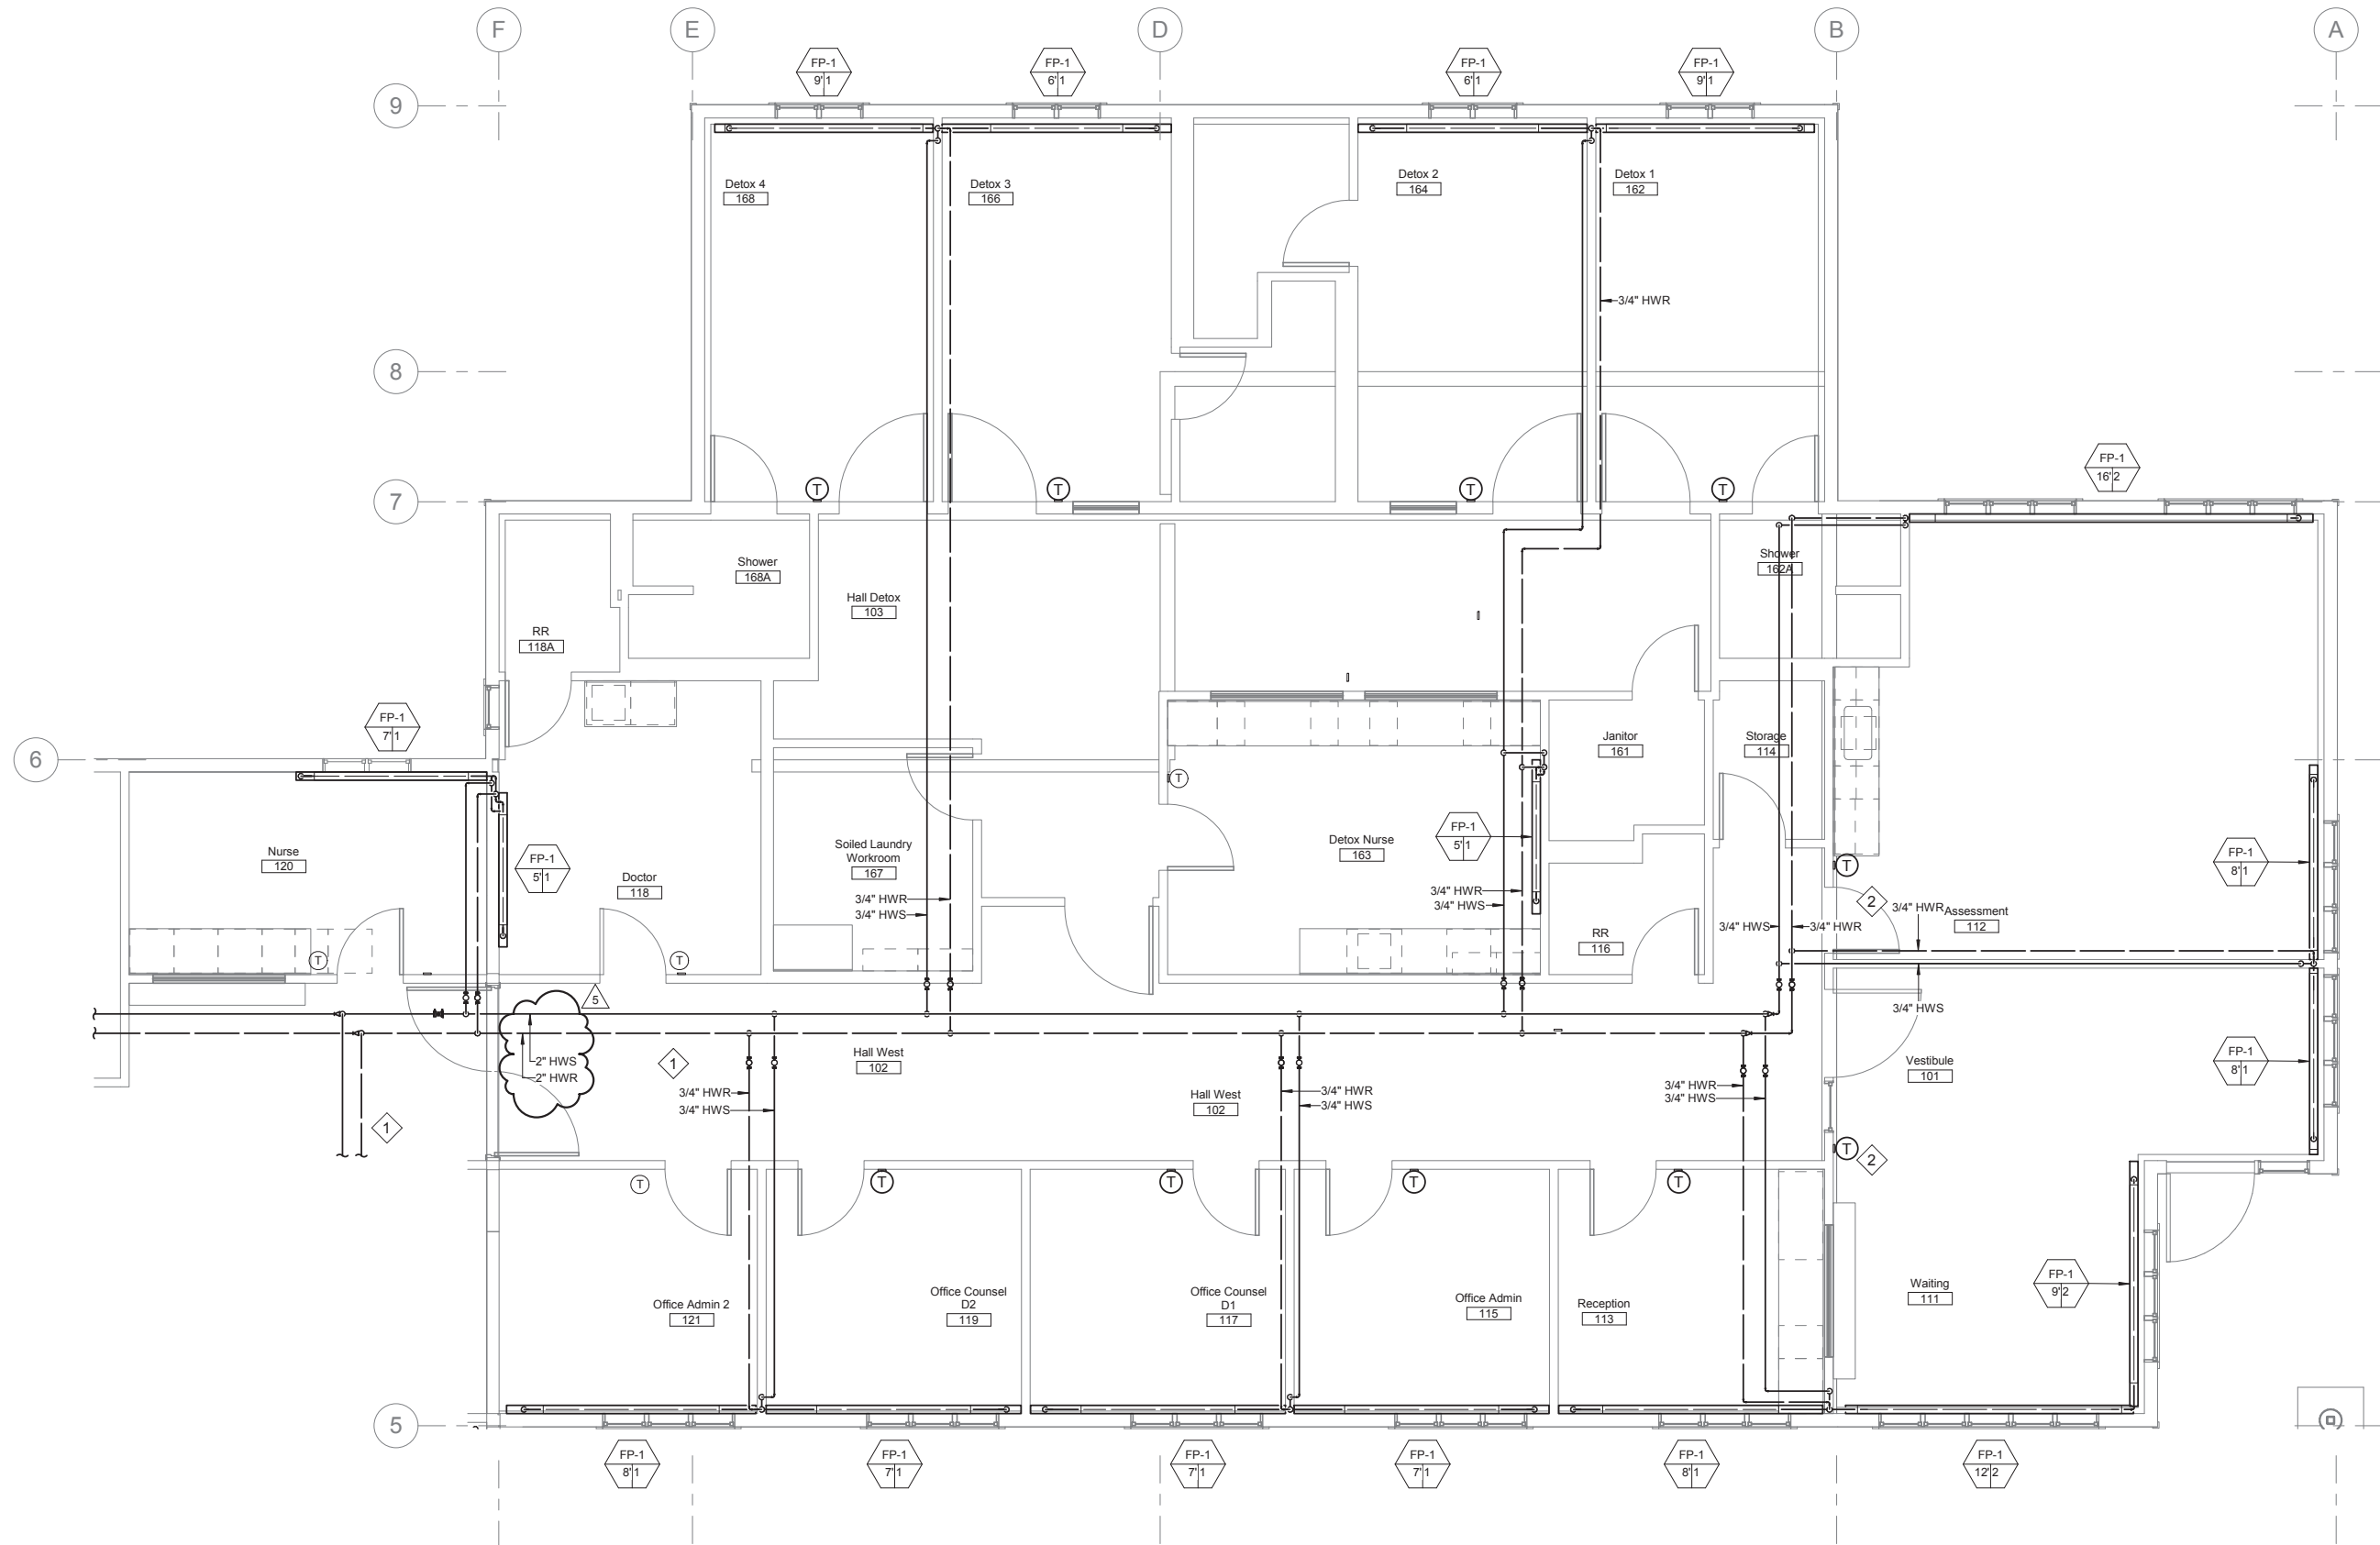 F
E
D
B
A
FP-1
9' 1
FP-1
6' 1
FP-1
6' 1
FP-1
9' 1
9
Detox 4
168
Detox 3
166
Detox 2
164
Detox 1
162
3/4" HWR
8
FP-1
16' 2
7
T
T
T
T
Shower
168A
Shower
162A
Hall Detox
103
RR
118A
FP-1
7' 1
6
Janitor
161
Storage
114
T
Nurse
120
FP-1
5' 1
Doctor
118
Soiled Laundry
Workroom
167
Detox Nurse
163
FP-1
5' 1
T
FP-1
8' 1
3/4" HWR
3/4" HWS
3/4" HWR
3/4" HWS
2
3/4" HWR
Assessment
112
3/4" HWS
3/4" HWR
RR
116
T
T
5
3/4" HWS
2" HWS
2" HWR
1
Hall West
102
Hall West
102
Vestibule
101
FP-1
8' 1
3/4" HWR
3/4" HWS
3/4" HWR
3/4" HWS
3/4" HWR
3/4" HWS
1
T
2
T
T
T
T
T
Office Admin 2
121
Office Counsel
D2
119
Office Counsel
D1
117
Office Admin
115
Reception
113
Waiting
111
FP-1
9' 2
5
FP-1
8' 1
FP-1
7' 1
FP-1
7' 1
FP-1
7' 1
FP-1
8' 1
FP-1
12' 2